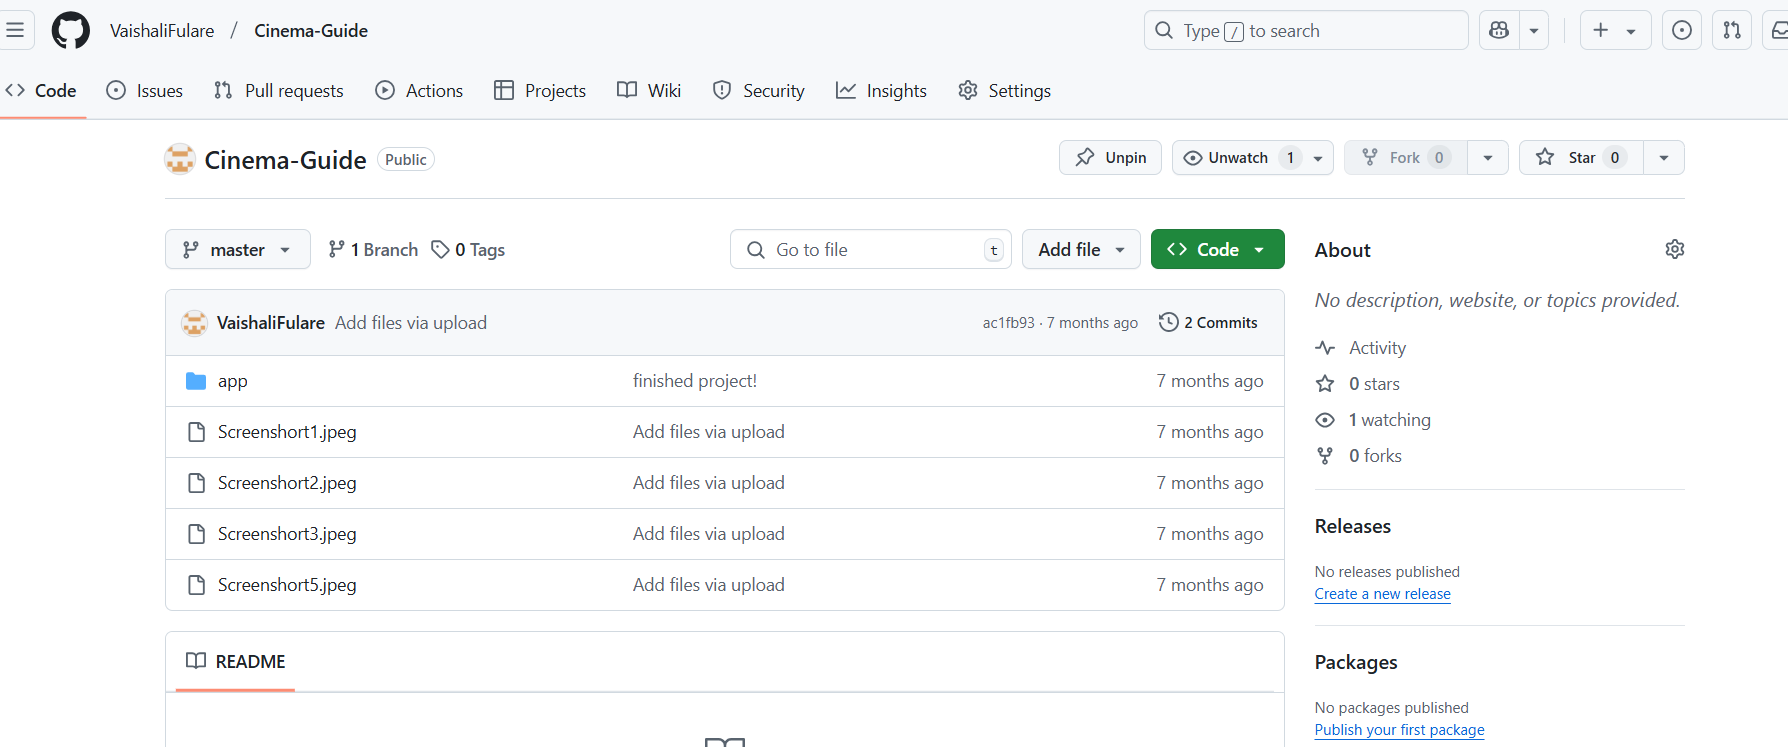 VaishaliFulare / Cinema-Guide
Type / to search
Code Issues Pull requests Actions Projects Wiki Security Insights Settings
Cinema-Guide Public
Unpin Unwatch 1 Fork 0 Star 0
master 1 Branch 0 Tags
Go to file t Add file Code
VaishaliFulare Add files via upload ac1fb93 · 7 months ago 2 Commits
app finished project! 7 months ago
Screenshort1.jpeg Add files via upload 7 months ago
Screenshort2.jpeg Add files via upload 7 months ago
Screenshort3.jpeg Add files via upload 7 months ago
Screenshort5.jpeg Add files via upload 7 months ago
README
About
No description, website, or topics provided.
Activity
0 stars
1 watching
0 forks
Releases
No releases published
Create a new release
Packages
No packages published
Publish your first package